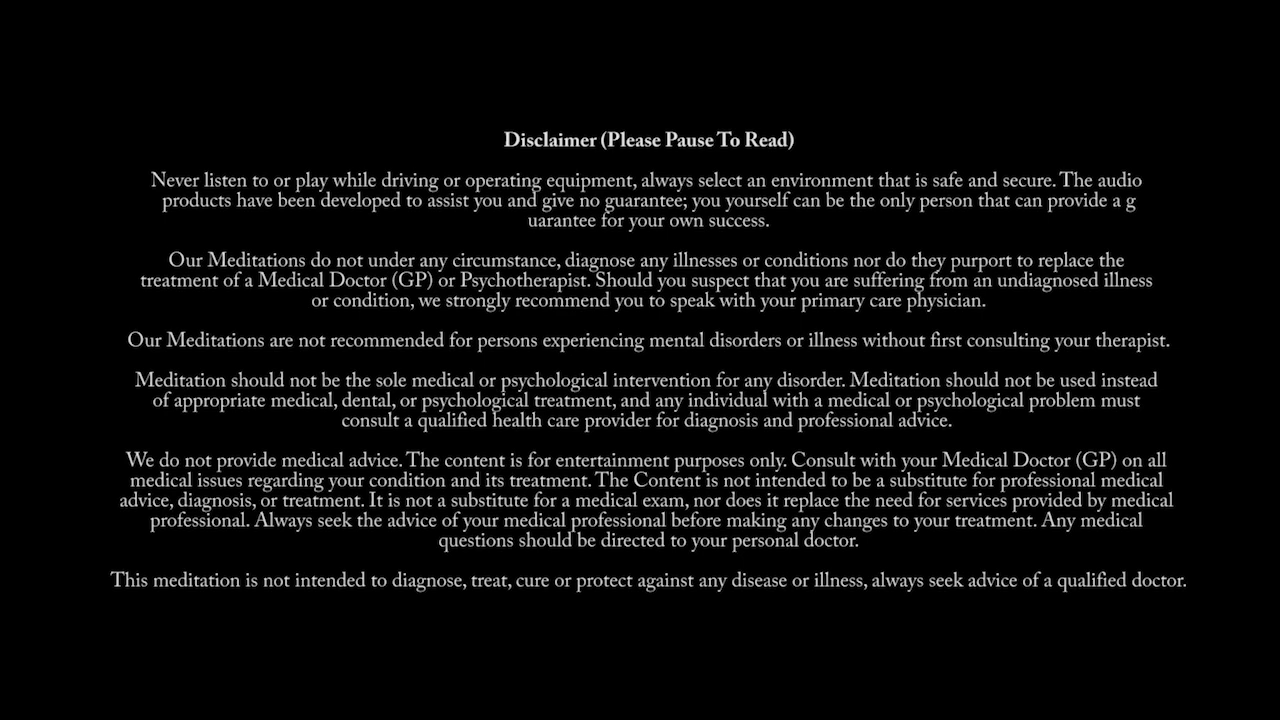 Disclaimer (Please Pause To Read)
Never listen to or play while driving or operating equipment, always select an environment that is safe and secure. The audio
products have been developed to assist you and give no guarantee; you yourself can be the only person that can provide a g
uarantee for your own success.
Our Meditations do not under any circumstance, diagnose any illnesses or conditions nor do they purport to replace the
treatment of a Medical Doctor (GP) or Psychotherapist. Should you suspect that you are suffering from an undiagnosed illness
or condition, we strongly recommend you to speak with your primary care physician.
Our Meditations are not recommended for persons experiencing mental disorders or illness without first consulting your therapist.
Meditation should not be the sole medical or psychological intervention for any disorder. Meditation should not be used instead
of appropriate medical, dental, or psychological treatment, and any individual with a medical or psychological problem must
consult a qualified health care provider for diagnosis and professional advice.
We do not provide medical advice. The content is for entertainment purposes only. Consult with your Medical Doctor (GP) on all
medical issues regarding your condition and its treatment. The Content is not intended to be a substitute for professional medical
advice, diagnosis, or treatment. It is not a substitute for a medical exam, nor does it replace the need for services provided by medical
professional. Always seek the advice of your medical professional before making any changes to your treatment. Any medical
questions should be directed to your personal doctor.
This meditation is not intended to diagnose, treat, cure or protect against any disease or illness, always seek advice of a qualified doctor.